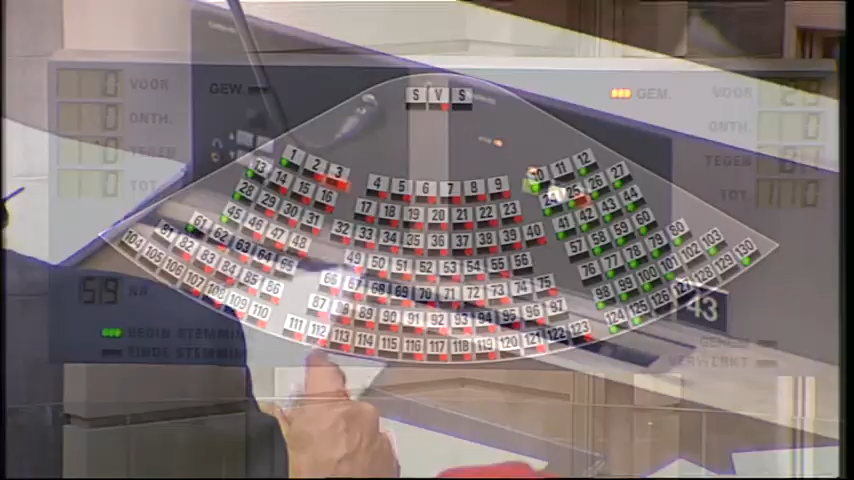 S V S
GEW.
GEM.
0 VOOR
0 ONTH.
0 TEGEN
0 TOT.
VOOR
ONTH.
TEGEN
TOT.
1 2 3
4 5 6 7 8 9
10 11 12
13 14 15 16
17 18 19 20 21 22 23
24 25 26 27
28 29 30 31
32 33 34 35 36 37 38 39 40
41 42 43 44
45 46 47 48
49 50 51 52 53 54 55 56
57 58 59 60
61 62 63 64 65
66 67 68 69 70 71 72 73 74 75
76 77 78 79 80
81 82 83 84 85 86
87 88 89 90 91 92 93 94 95 96 97
98 99 100 101 102 103
104 105 106 107 108 109 110
111 112 113 114 115 116 117 118 119 120 121 122 123
124 125 126 127 128 129 130
59 NR
43
BEGIN STEMMING
EINDE STEMMING
VERWERKT